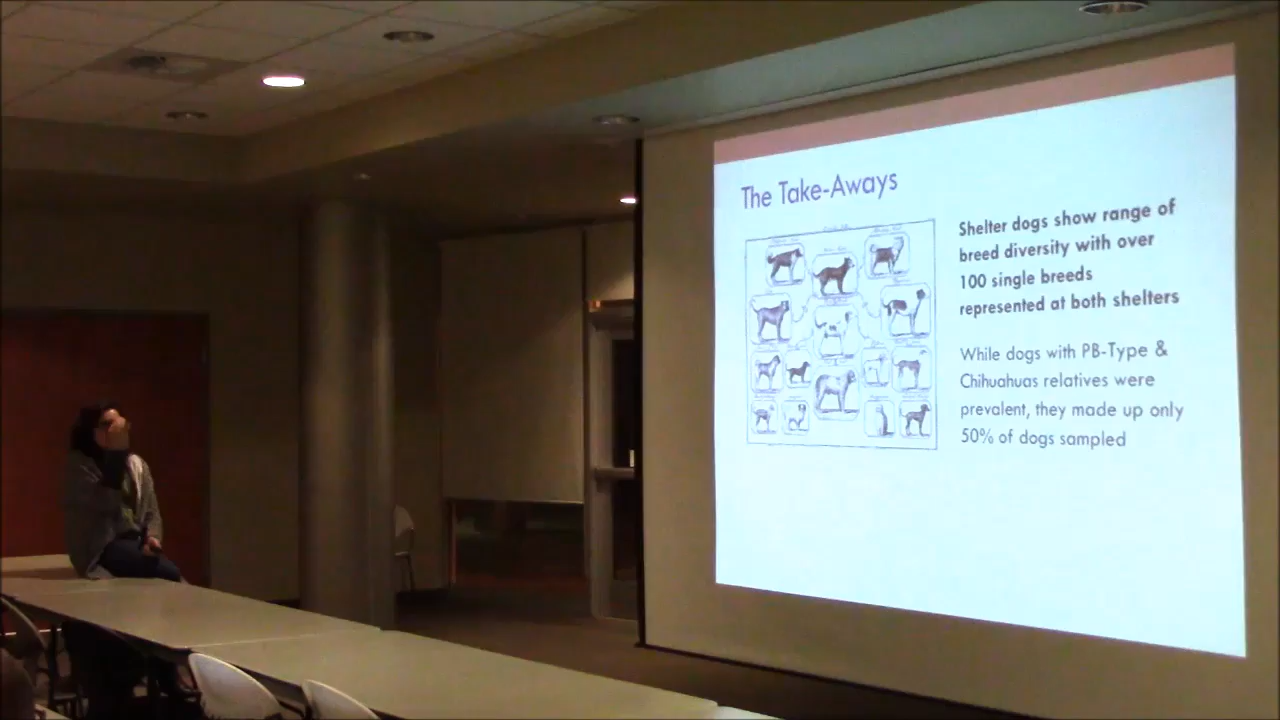 The Take-Aways
Shelter dogs show range of
breed diversity with over
100 single breeds
represented at both shelters
While dogs with PB-Type &
Chihuahuas relatives were
prevalent, they made up only
50% of dogs sampled